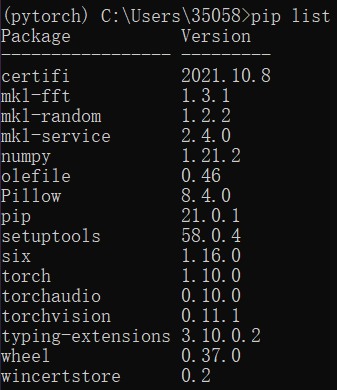 (pytorch) C:\Users\35058>pip list
Package           Version
----------------- ---------
certifi           2021.10.8
mkl-fft           1.3.1
mkl-random        1.2.2
mkl-service       2.4.0
numpy             1.21.2
olefile           0.46
Pillow            8.4.0
pip               21.0.1
setuptools        58.0.4
six               1.16.0
torch             1.10.0
torchaudio        0.10.0
torchvision       0.11.1
typing-extensions 3.10.0.2
wheel             0.37.0
wincertstore      0.2